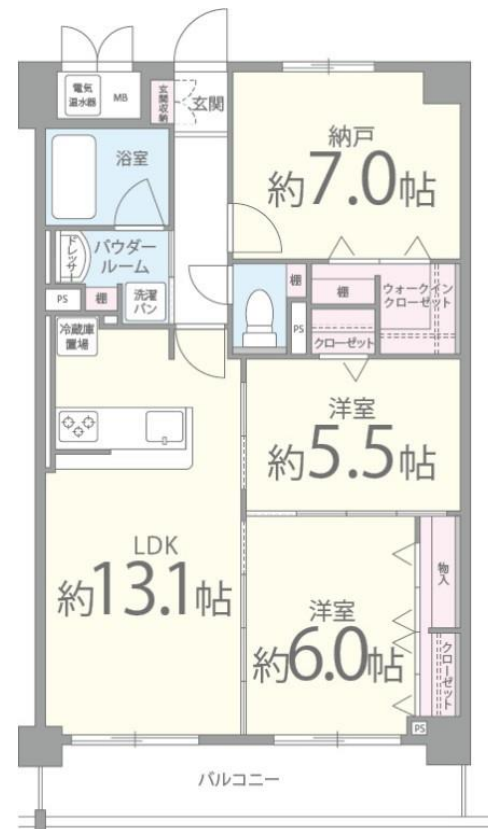 電気
温水器
MB
玄関収納
玄関
納戸
約7.0帖
浴室
ドレッサ
パウダー
ルーム
PS
棚
洗濯
パン
棚
PS
棚
ウォークイン
クローゼット
クローゼット
冷蔵庫
置場
洋室
約5.5帖
LDK
約13.1帖
洋室
約6.0帖
物入
クローゼット
PS
バルコニー